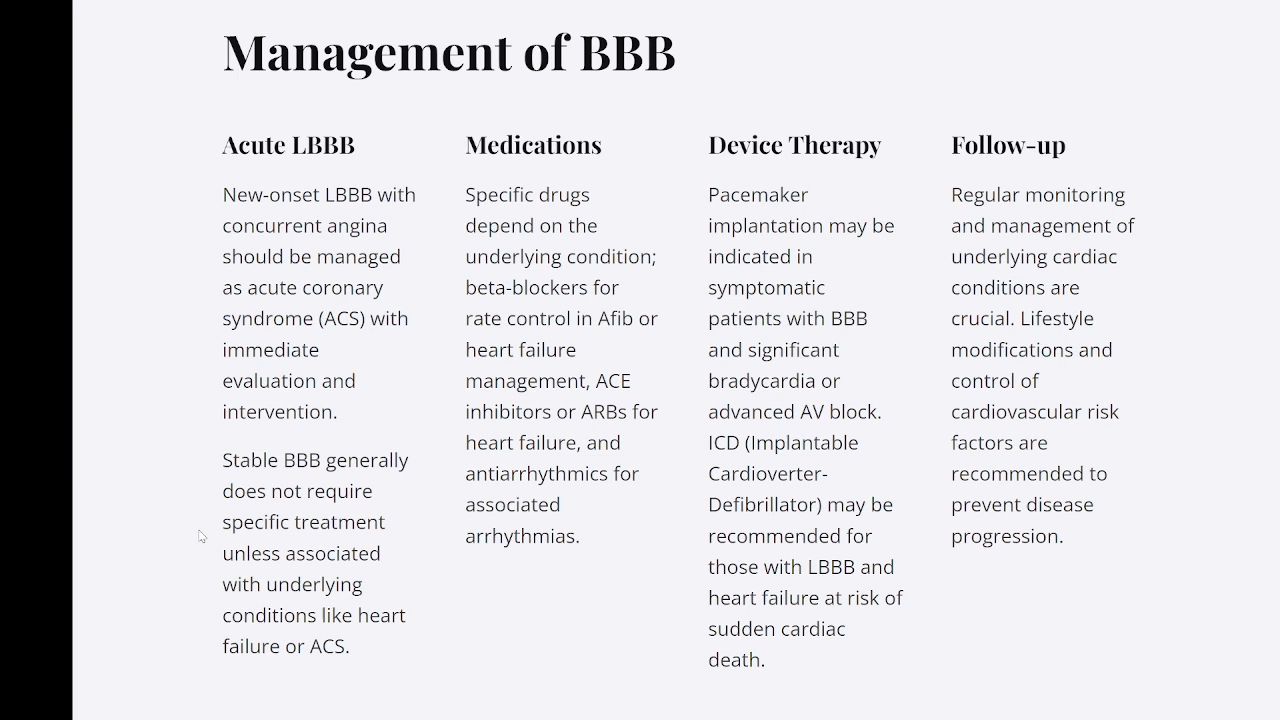 Management of BBB
Acute LBBB
New-onset LBBB with
concurrent angina
should be managed
as acute coronary
syndrome (ACS) with
immediate
evaluation and
intervention.
Stable BBB generally
does not require
specific treatment
unless associated
with underlying
conditions like heart
failure or ACS.
Medications
Specific drugs
depend on the
underlying condition;
beta-blockers for
rate control in Afib or
heart failure
management, ACE
inhibitors or ARBs for
heart failure, and
antiarrhythmics for
associated
arrhythmias.
Device Therapy
Pacemaker
implantation may be
indicated in
symptomatic
patients with BBB
and significant
bradycardia or
advanced AV block.
ICD (Implantable
Cardioverter-
Defibrillator) may be
recommended for
those with LBBB and
heart failure at risk of
sudden cardiac
death.
Follow-up
Regular monitoring
and management of
underlying cardiac
conditions are
crucial. Lifestyle
modifications and
control of
cardiovascular risk
factors are
recommended to
prevent disease
progression.